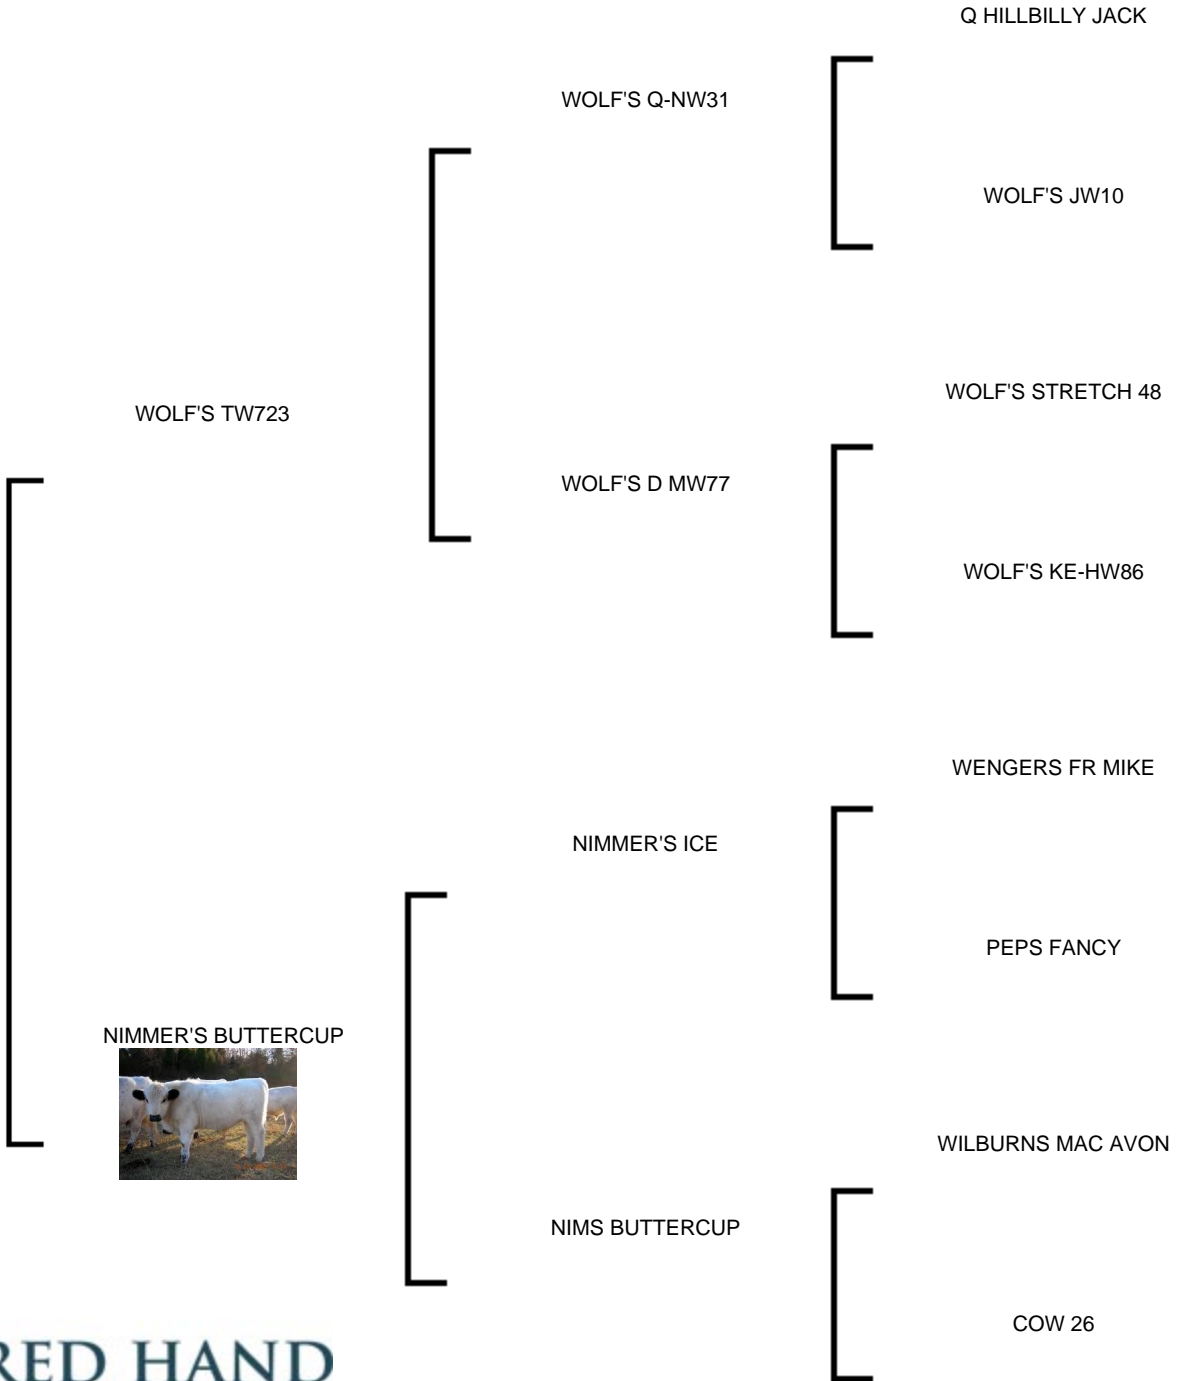 Q HILLBILLY JACK
WOLF'S Q-NW31
WOLF'S JW10
WOLF'S STRETCH 48
WOLF'S TW723
WOLF'S D MW77
WOLF'S KE-HW86
WENGERS FR MIKE
NIMMER'S ICE
PEPS FANCY
NIMMER'S BUTTERCUP
WILBURNS MAC AVON
NIMS BUTTERCUP
COW 26
RED HAND